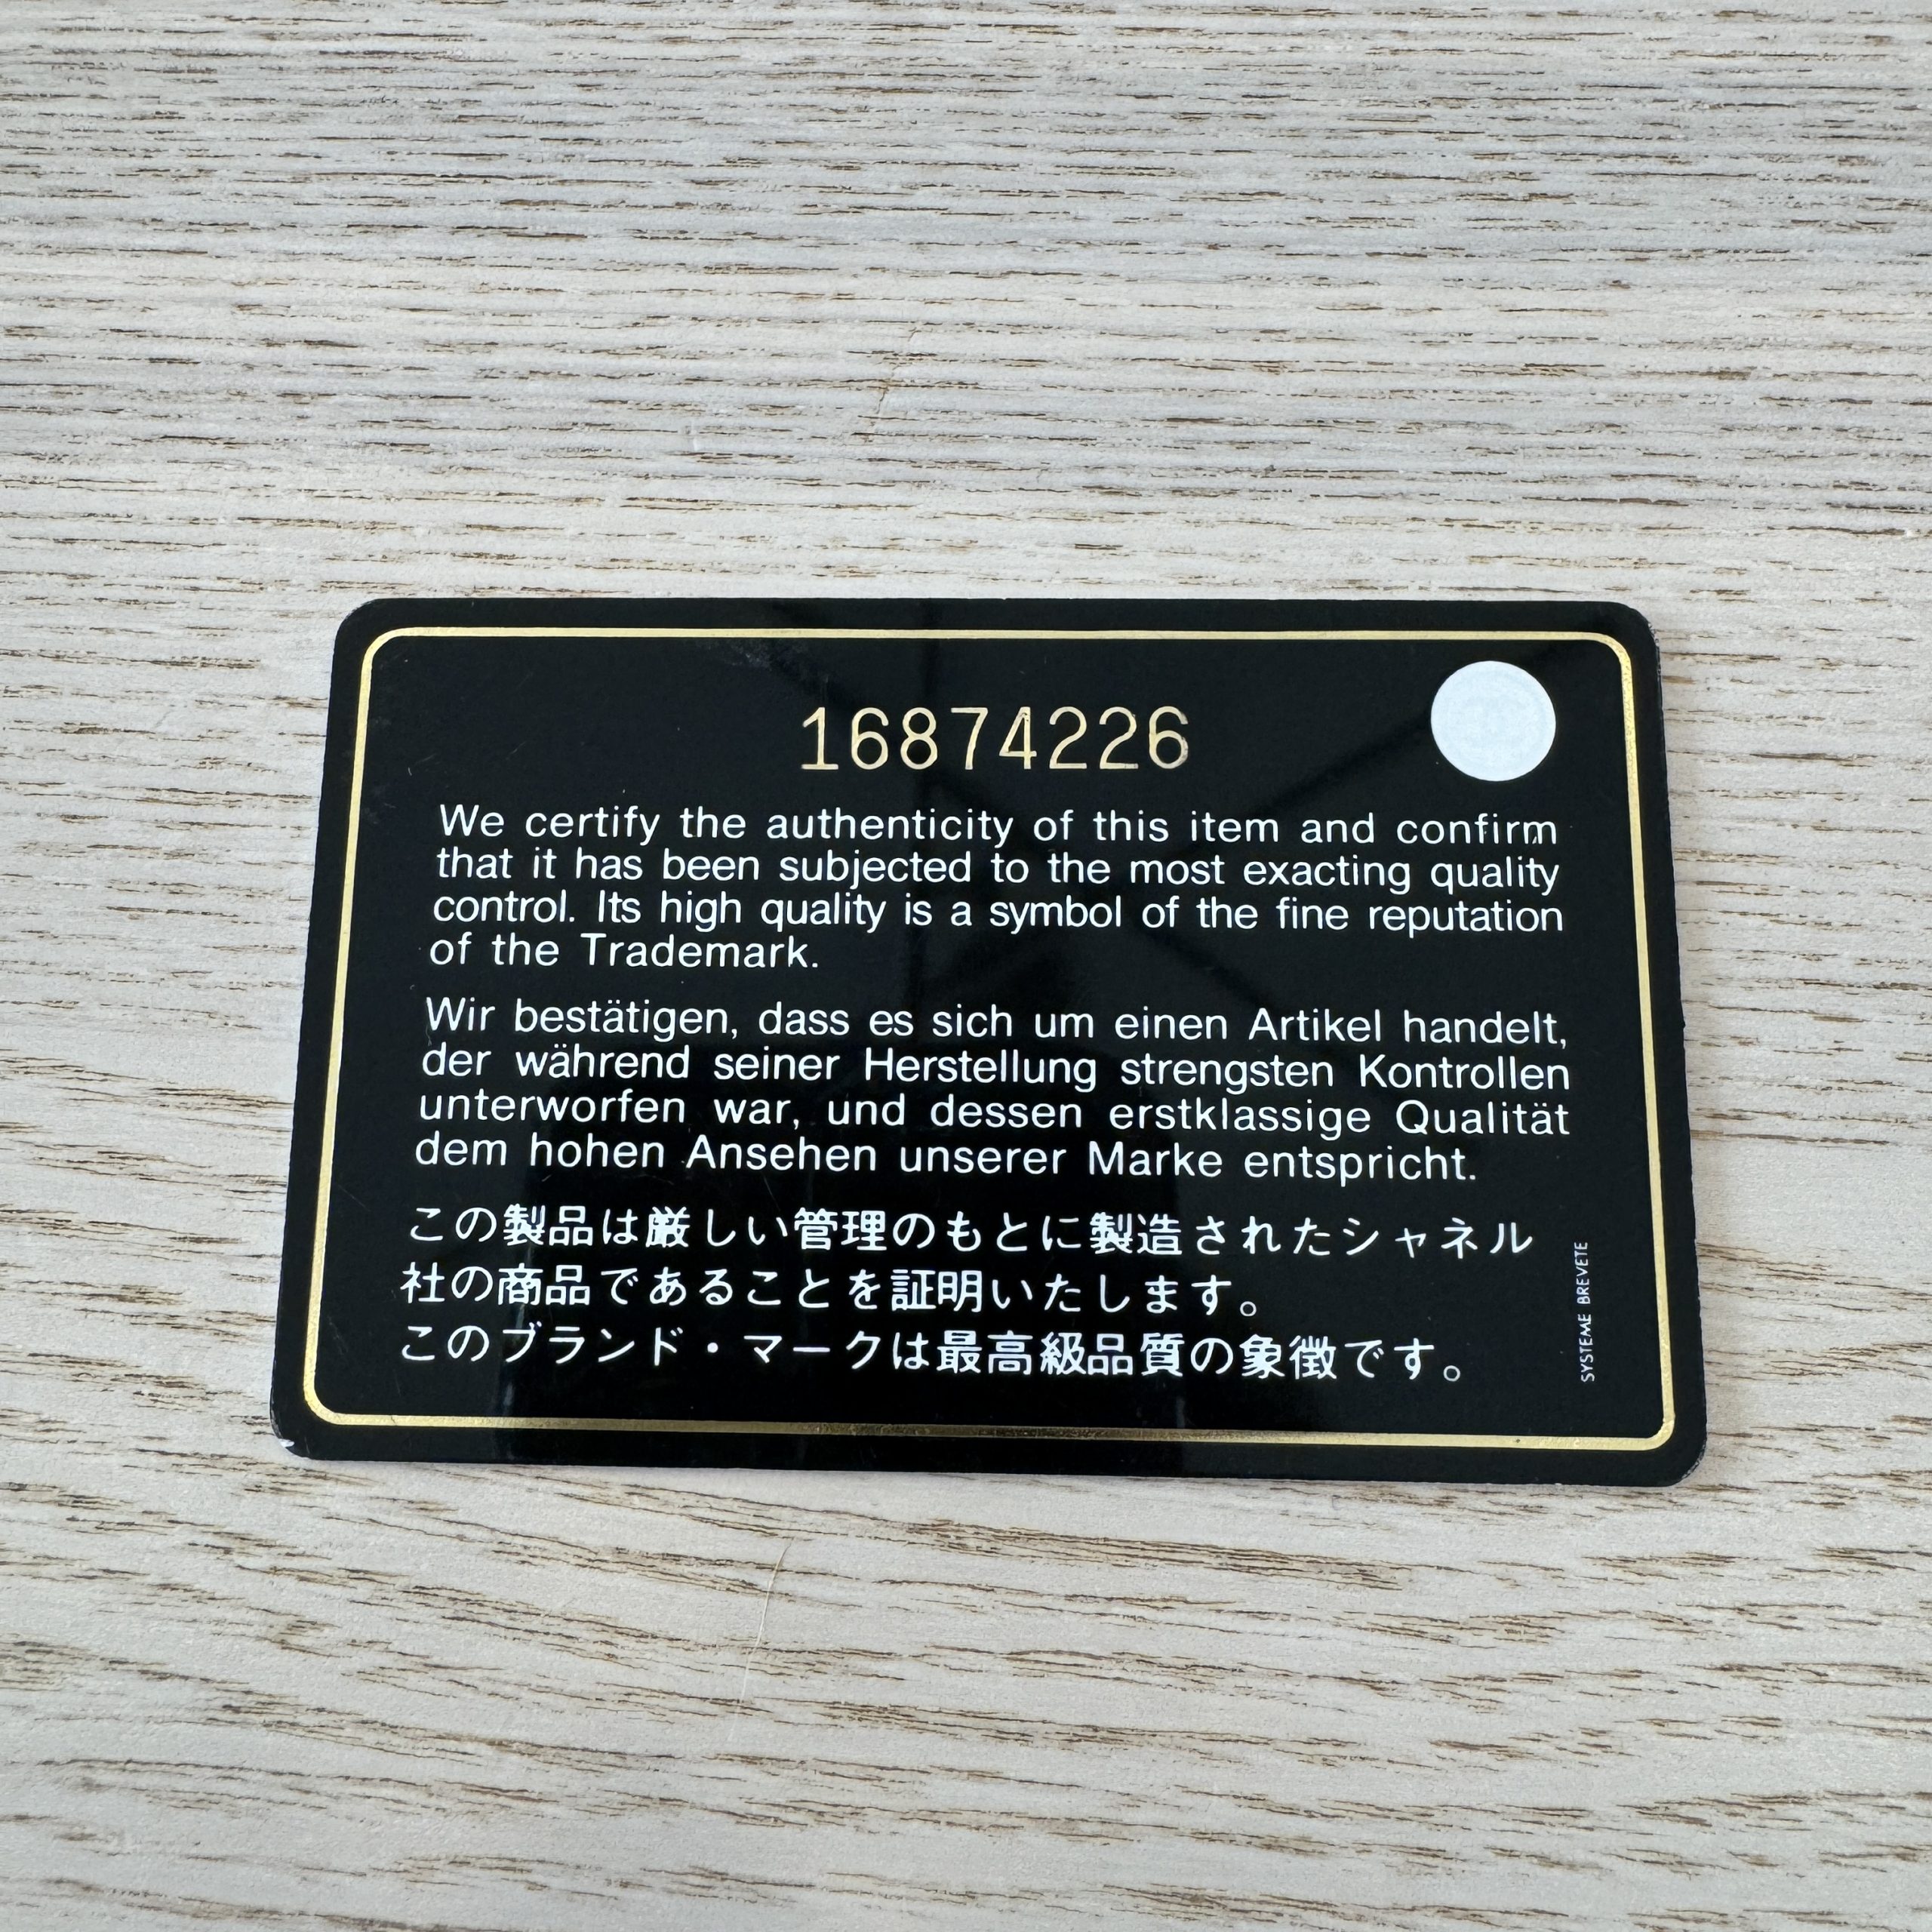 16874226
We certify the authenticity of this item and confirm
that it has been subjected to the most exacting quality
control. Its high quality is a symbol of the fine reputation
of the Trademark.
Wir bestätigen, dass es sich um einen Artikel handelt,
der während seiner Herstellung strengsten Kontrollen
unterworfen war, und dessen erstklassige Qualität
dem hohen Ansehen unserer Marke entspricht.
この製品は厳しい管理のもとに製造されたシャネル
社の商品であることを証明いたします。
このブランド・マークは最高級品質の象徴です。
SYSTEME BREVETE